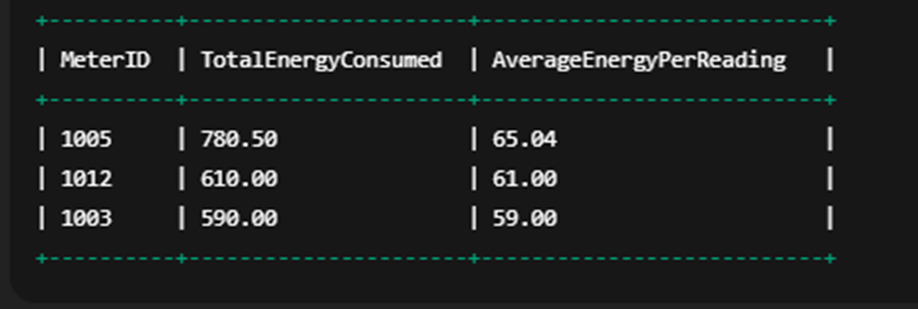 +----------+----------------------+---------------------------+
| MeterID | TotalEnergyConsumed | AverageEnergyPerReading |
+----------+----------------------+---------------------------+
| 1005 | 780.50 | 65.04 |
| 1012 | 610.00 | 61.00 |
| 1003 | 590.00 | 59.00 |
+----------+----------------------+---------------------------+